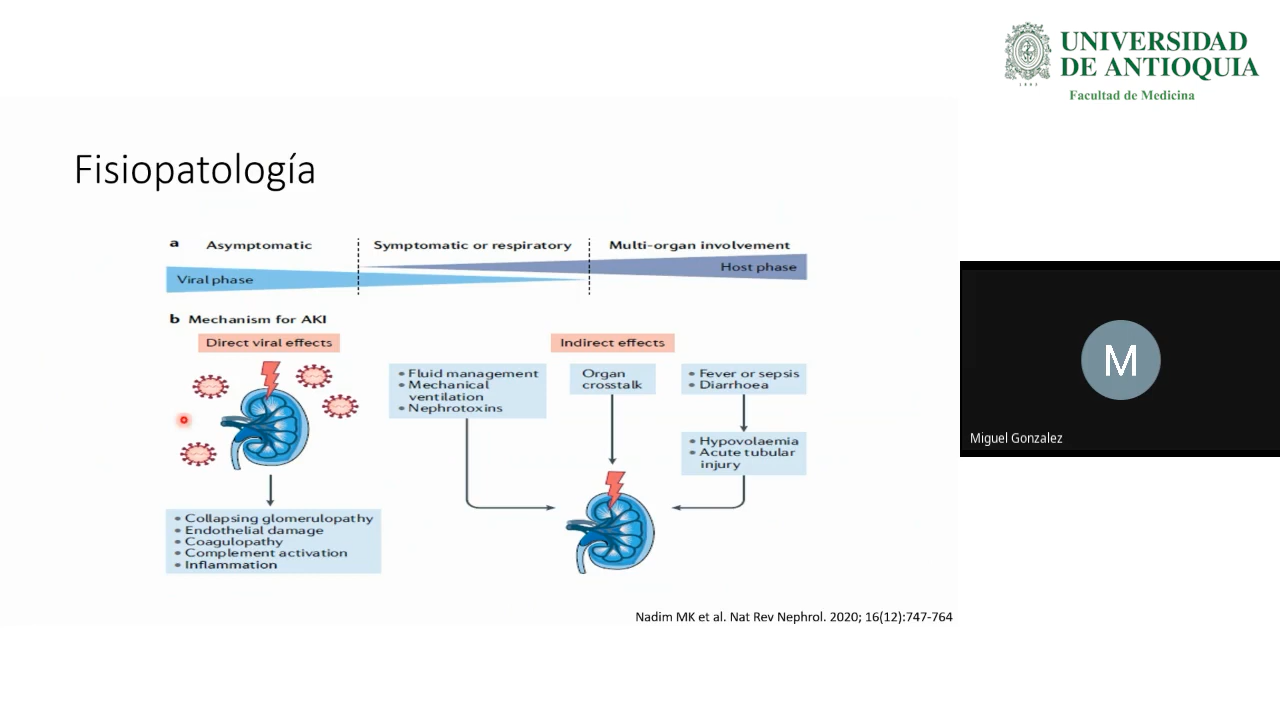 UNIVERSIDAD
DE ANTIOQUIA
1803
Facultad de Medicina
Fisiopatología
a
Asymptomatic
Symptomatic or respiratory
Multi-organ involvement
Viral phase
Host phase
b Mechanism for AKI
Direct viral effects
• Collapsing glomerulopathy
• Endothelial damage
• Coagulopathy
• Complement activation
• Inflammation
Indirect effects
• Fluid management
• Mechanical
ventilation
• Nephrotoxins
Organ
crosstalk
• Fever or sepsis
• Diarrhoea
• Hypovolaemia
• Acute tubular
injury
Nadim MK et al. Nat Rev Nephrol. 2020; 16(12):747-764
M
Miguel Gonzalez